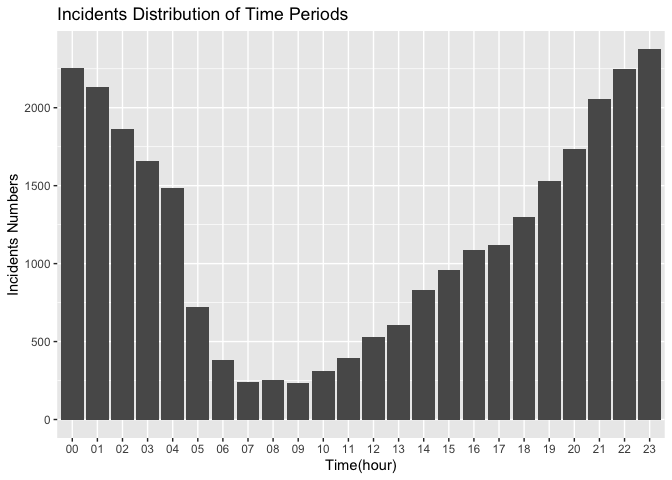 Incidents Distribution of Time Periods
Incidents Numbers
2000
1500
1000
500
0
00 01 02 03 04 05 06 07 08 09 10 11 12 13 14 15 16 17 18 19 20 21 22 23
Time(hour)